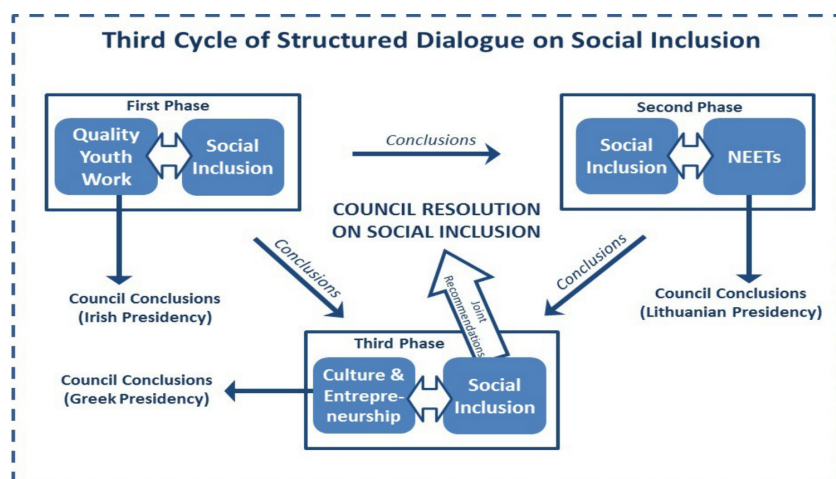 Third Cycle of Structured Dialogue on Social Inclusion
First Phase
Quality
Youth
Work
Social
Inclusion
Conclusions
Second Phase
Social
Inclusion
NEETs
COUNCIL RESOLUTION
ON SOCIAL INCLUSION
Conclusions
Conclusions
Joint
Recommendations
Council Conclusions
(Irish Presidency)
Council Conclusions
(Lithuanian Presidency)
Third Phase
Culture &
Entrepre-
neurship
Social
Inclusion
Council Conclusions
(Greek Presidency)